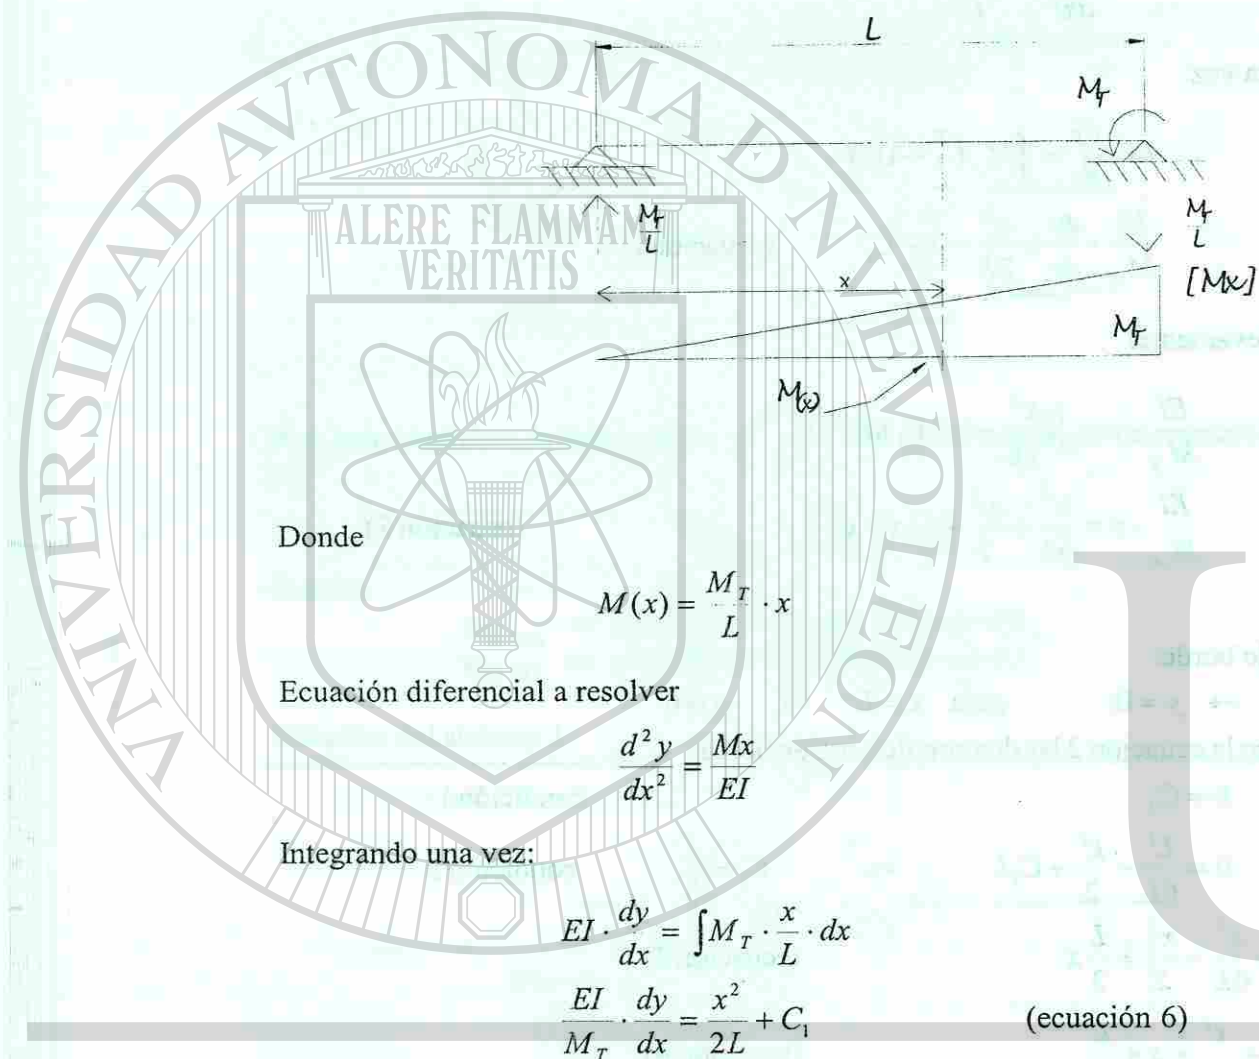 L
M_T
M_T/L
M_T/L
x
[Mx]
M_T
M(x)
UNIVERSIDAD AUTONOMA DE NUEVO LEON
ALERE FLAMMAM
VERITATIS
Donde
M(x) = M_T/L · x
Ecuación diferencial a resolver
d²y/dx² = Mx/EI
Integrando una vez:
EI · dy/dx = ∫M_T · x/L · dx
EI/M_T · dy/dx = x²/2L + C₁ (ecuación 6)
U